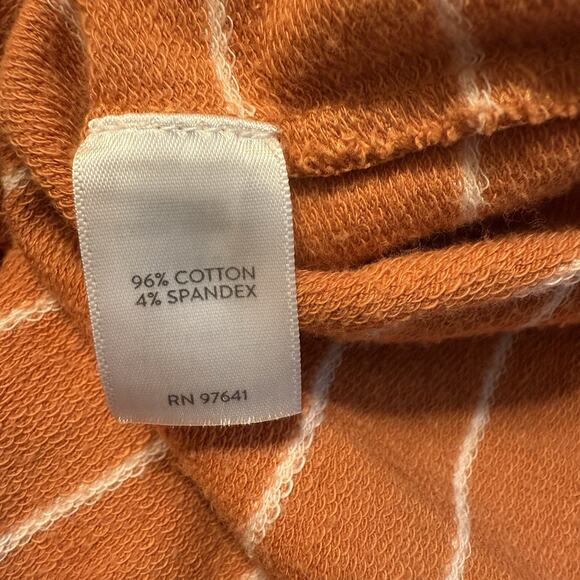 96% COTTON
4% SPANDEX
RN 97641